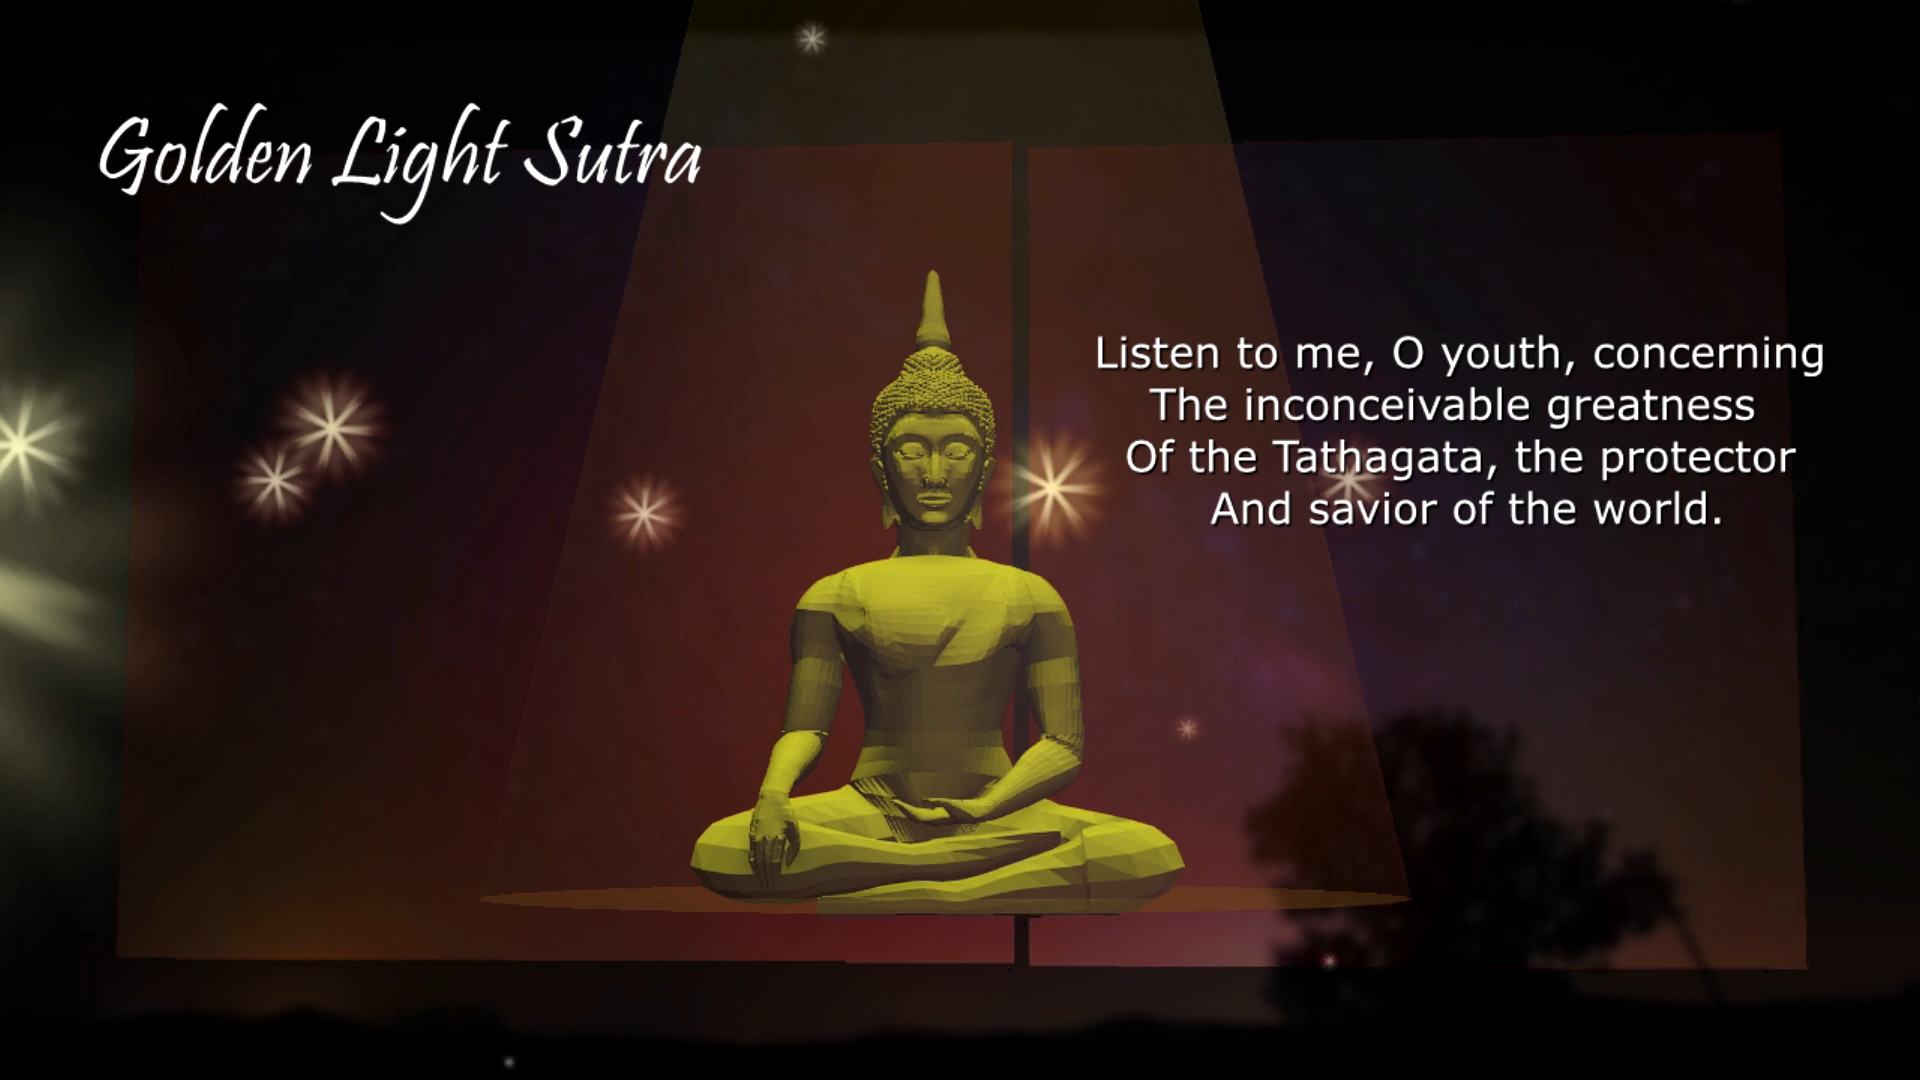 Golden Light Sutra
Listen to me, O youth, concerning
The inconceivable greatness
Of the Tathagata, the protector
And savior of the world.